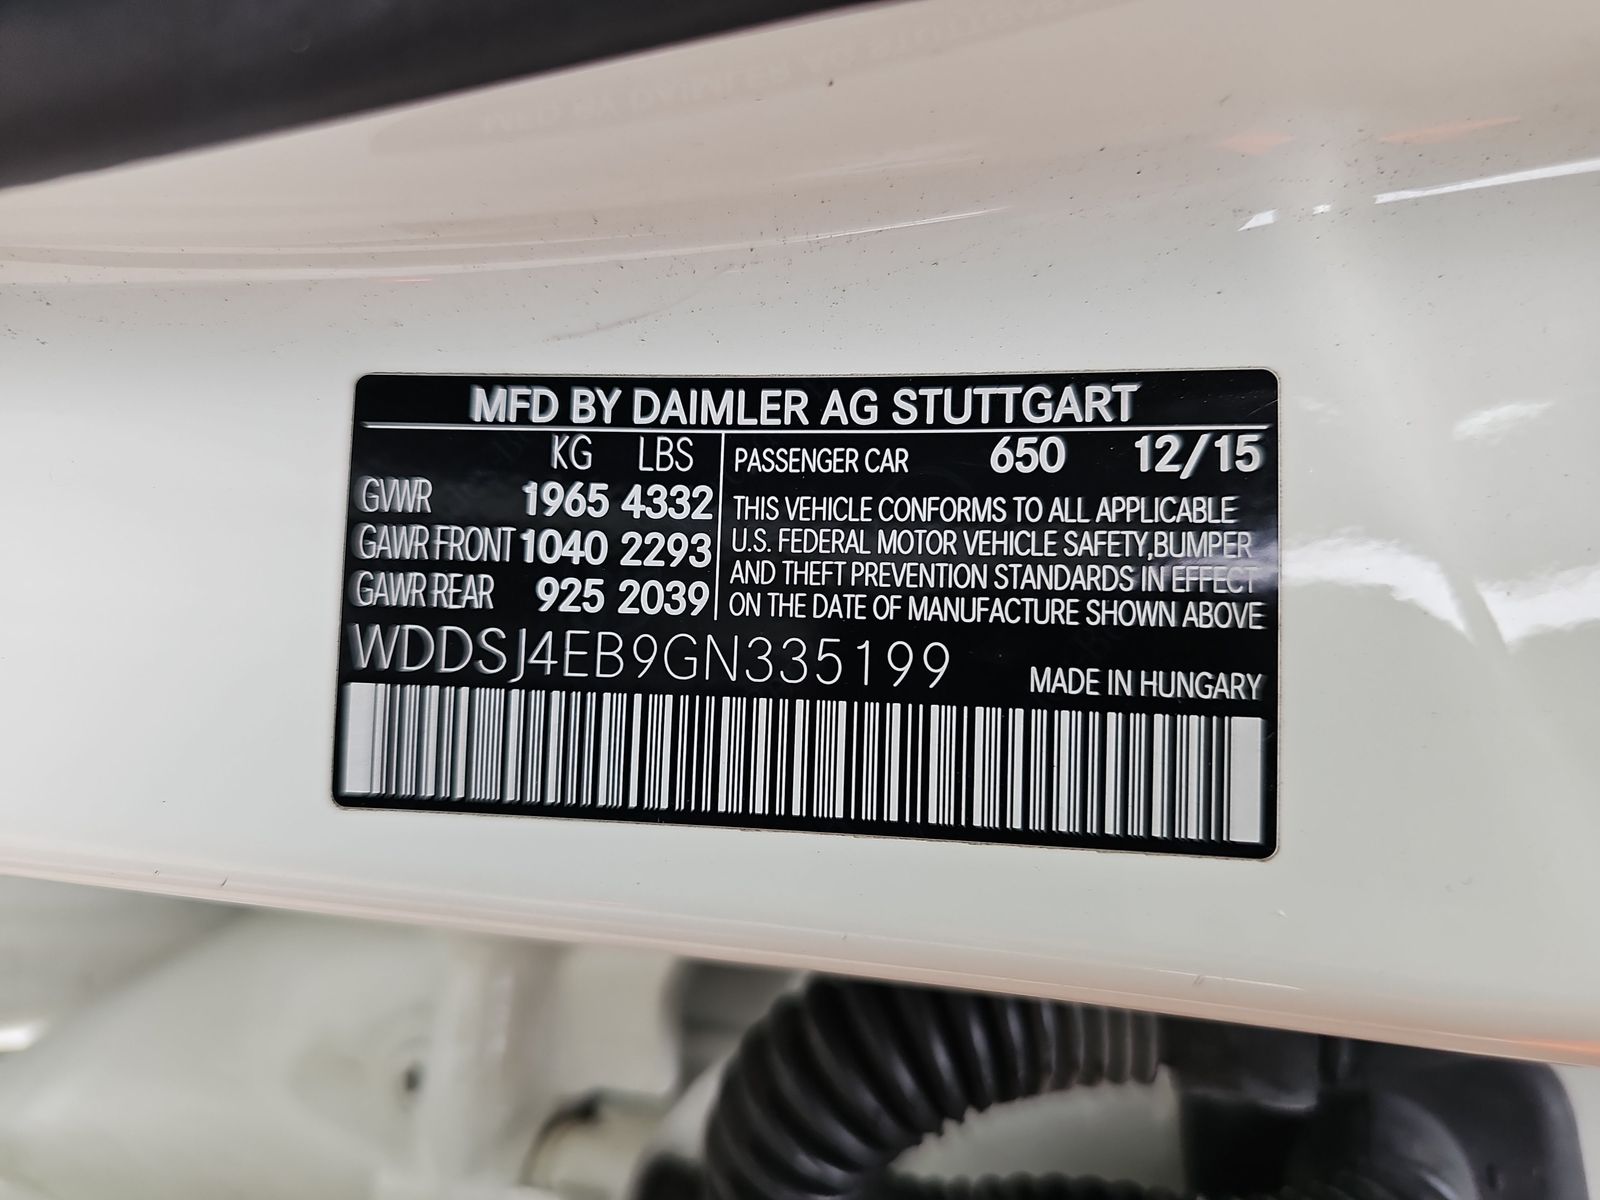 MFD BY DAIMLER AG STUTTGART
KG LBS
GVWR 1965 4332
GAWR FRONT 1040 2293
GAWR REAR 925 2039
PASSENGER CAR 650 12/15
THIS VEHICLE CONFORMS TO ALL APPLICABLE
U.S. FEDERAL MOTOR VEHICLE SAFETY,BUMPER
AND THEFT PREVENTION STANDARDS IN EFFECT
ON THE DATE OF MANUFACTURE SHOWN ABOVE
WDDSJ4EB9GN335199
MADE IN HUNGARY